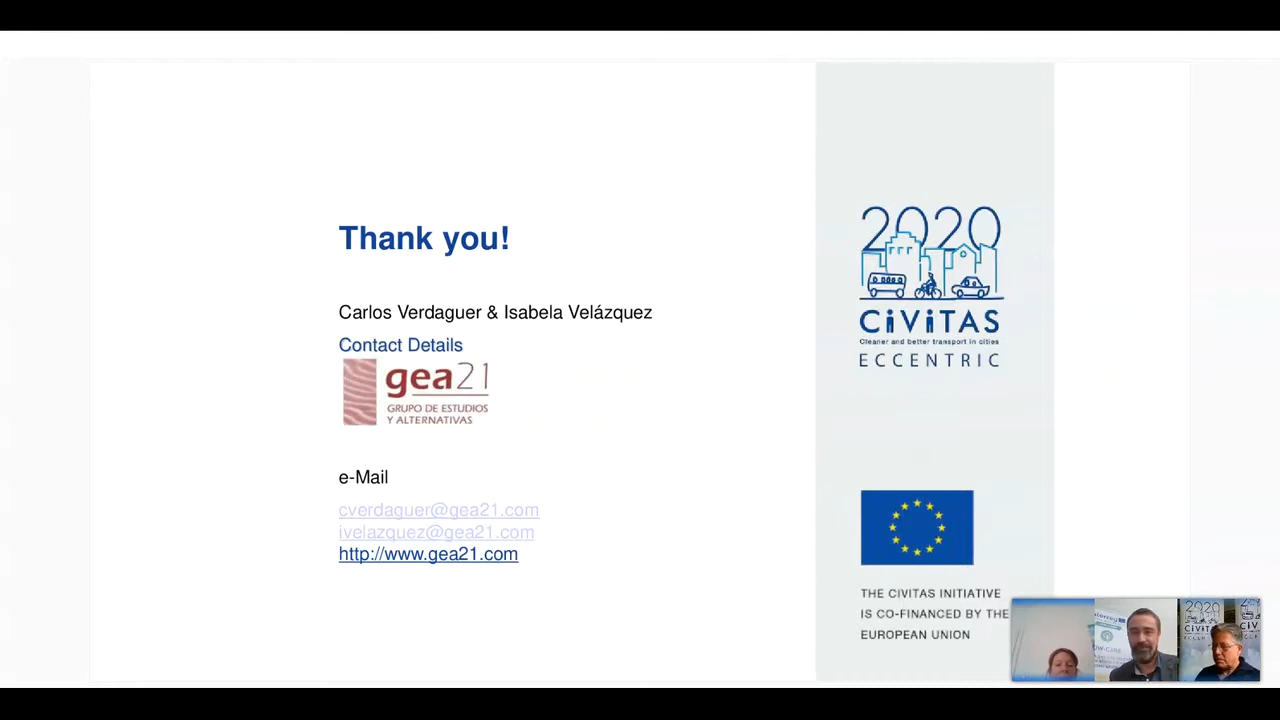 Thank you!
Carlos Verdaguer & Isabela Velázquez
Contact Details
gea21
GRUPO DE ESTUDIOS
Y ALTERNATIVAS
e-Mail
cverdaguer@gea21.com
ivelazquez@gea21.com
http://www.gea21.com
2020
CiViTAS
Cleaner and better transport in cities
ECCENTRIC
THE CIVITAS INITIATIVE
IS CO-FINANCED BY THE
EUROPEAN UNION
2020
CiViTAS